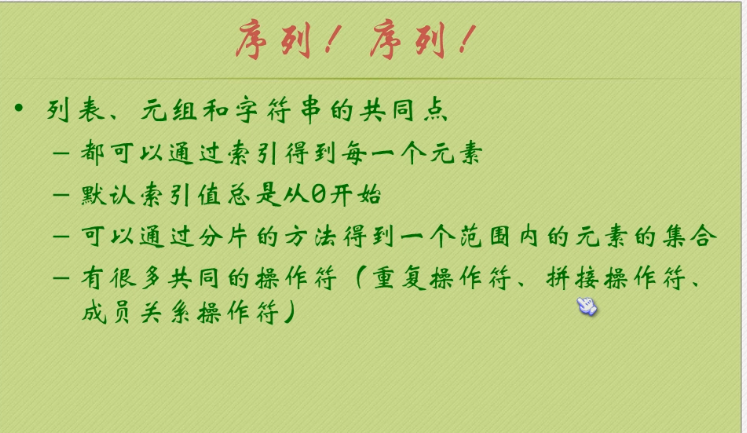 序列！序列！
• 列表、元组和字符串的共同点
– 都可以通过索引得到每一个元素
– 默认索引值总是从0开始
– 可以通过分片的方法得到一个范围内的元素的集合
– 有很多共同的操作符（重复操作符、拼接操作符、
成员关系操作符）